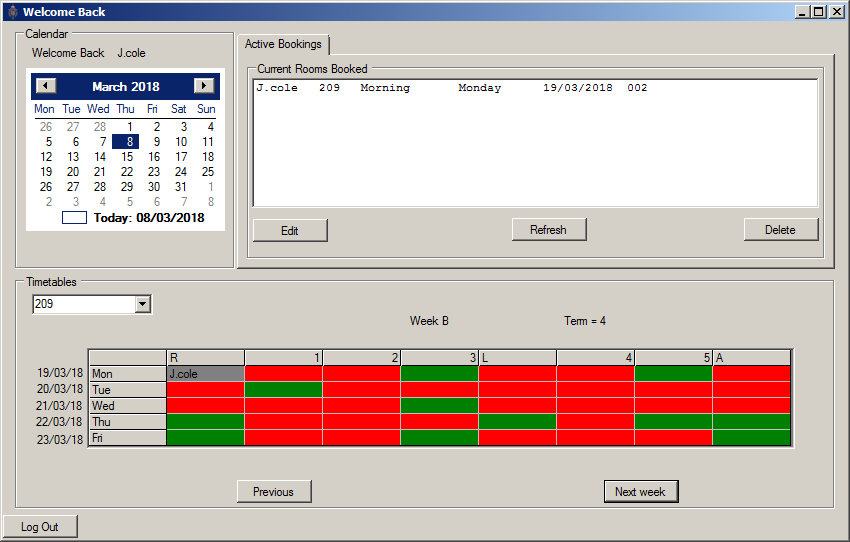 Welcome Back
Calendar
Welcome Back J.cole
March 2018
Mon Tue Wed Thu Fri Sat Sun
26 27 28 1 2 3 4
5 6 7 8 9 10 11
12 13 14 15 16 17 18
19 20 21 22 23 24 25
26 27 28 29 30 31 1
2 3 4 5 6 7 8
Today: 08/03/2018
Active Bookings
Current Rooms Booked
J.cole 209 Morning Monday 19/03/2018 002
Edit Refresh Delete
Timetables
209
Week B Term = 4
R 1 2 3 L 4 5 A
19/03/18 Mon J.cole
20/03/18 Tue
21/03/18 Wed
22/03/18 Thu
23/03/18 Fri
Previous Next week
Log Out